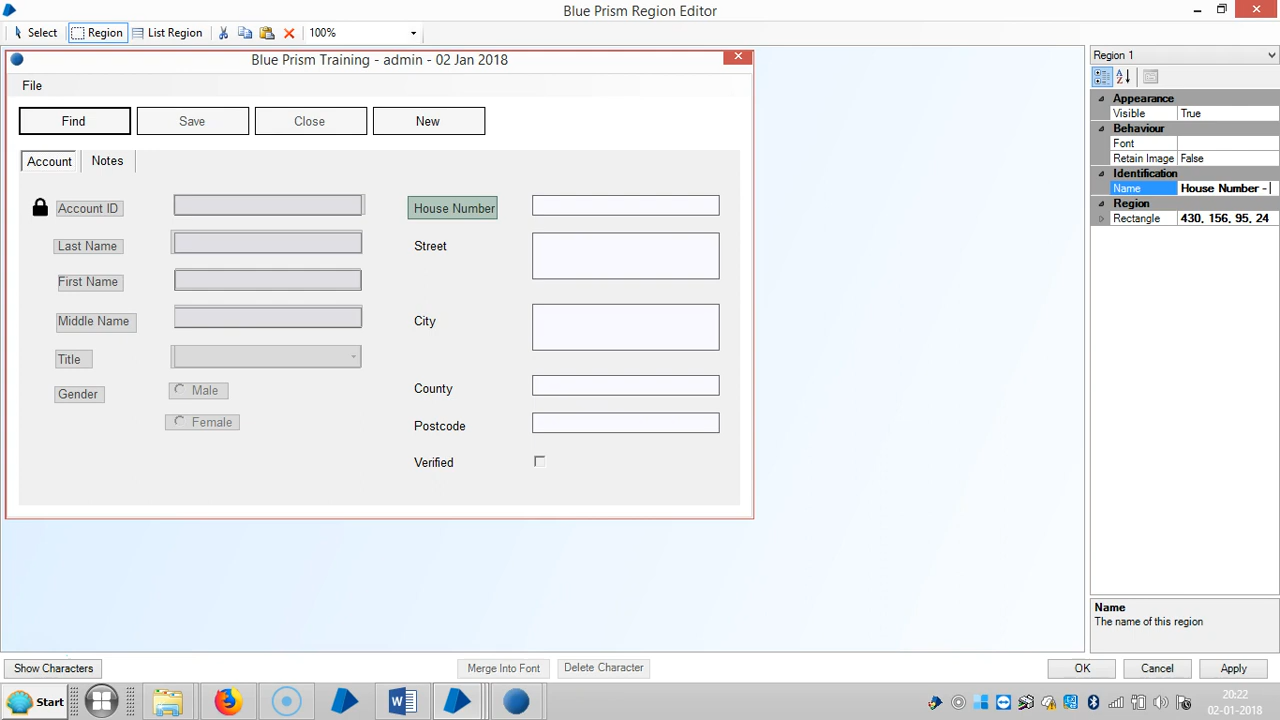 Blue Prism Region Editor
Select
Region
List Region
100%
Blue Prism Training - admin - 02 Jan 2018
File
Find
Save
Close
New
Account
Notes
Account ID
House Number
Last Name
Street
First Name
Middle Name
City
Title
Gender
Male
County
Female
Postcode
Verified
Region 1
Appearance
Visible True
Behaviour
Font
Retain Image False
Identification
Name House Number -
Region
Rectangle 430, 156, 95, 24
Name
The name of this region
Show Characters
Merge Into Font
Delete Character
OK
Cancel
Apply
Start
20:22
02-01-2018